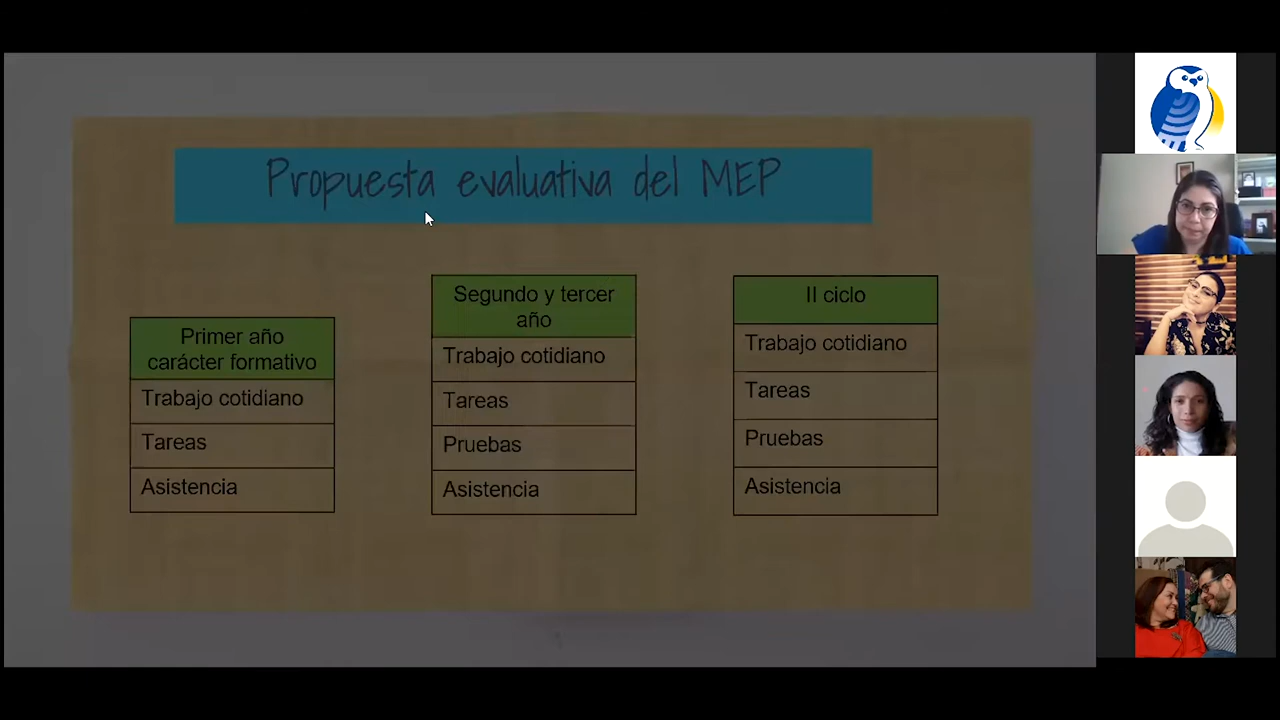 Propuesta evaluativa del MEP
Primer año
carácter formativo
Trabajo cotidiano
Tareas
Asistencia
Segundo y tercer
año
Trabajo cotidiano
Tareas
Pruebas
Asistencia
II ciclo
Trabajo cotidiano
Tareas
Pruebas
Asistencia